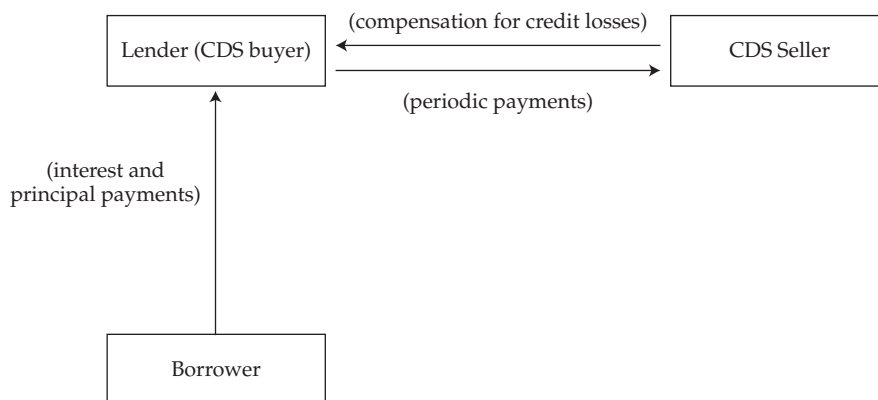 (compensation for credit losses)
Lender (CDS buyer)
CDS Seller
(periodic payments)
(interest and
principal payments)
Borrower